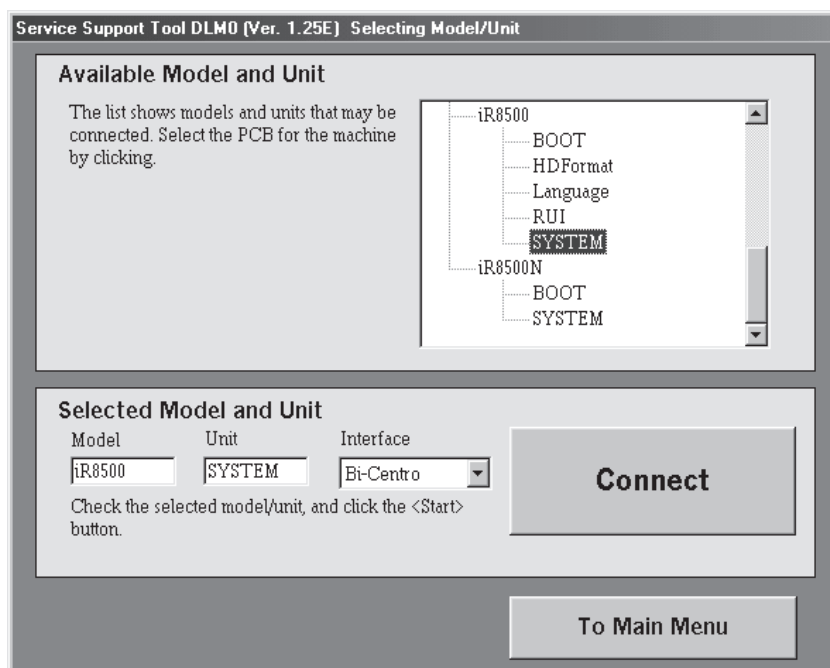 Service Support Tool DLM0 (Ver. 1.25E) Selecting Model/Unit
Available Model and Unit
The list shows models and units that may be
connected. Select the PCB for the machine
by clicking.
iR8500
BOOT
HDFormat
Language
RUI
SYSTEM
iR8500N
BOOT
SYSTEM
Selected Model and Unit
Model Unit Interface
iR8500 SYSTEM Bi-Centro
Check the selected model/unit, and click the <Start>
button.
Connect
To Main Menu